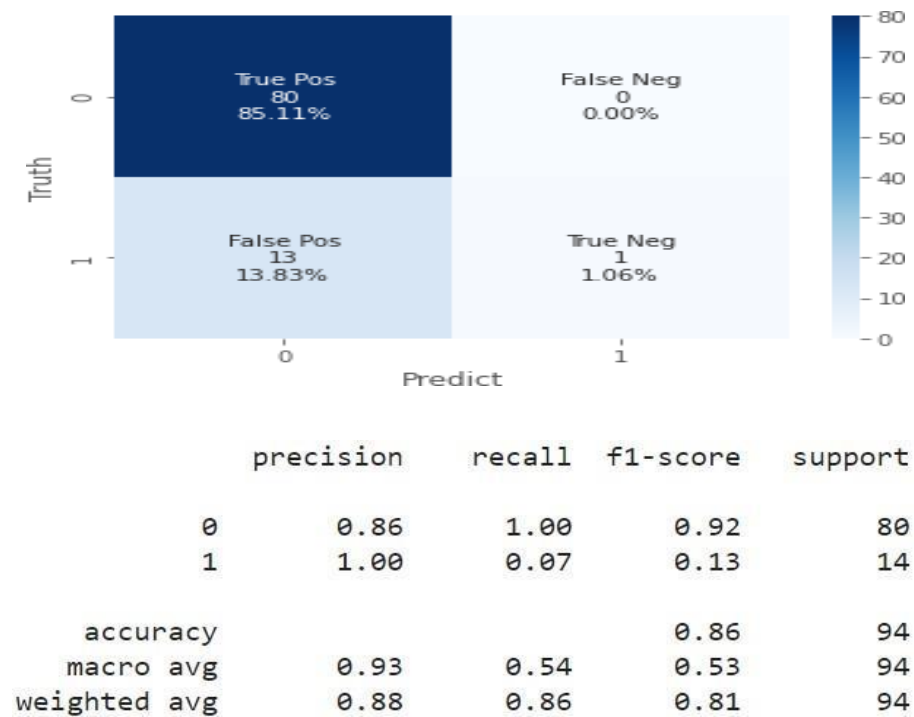 True Pos
80
85.11%
False Neg
0
0.00%
False Pos
13
13.83%
True Neg
1
1.06%
0
1
Truth
0
1
Predict
80
70
60
50
40
30
20
10
0
precision recall f1-score support
0 0.86 1.00 0.92 80
1 1.00 0.07 0.13 14
accuracy 0.86 94
macro avg 0.93 0.54 0.53 94
weighted avg 0.88 0.86 0.81 94